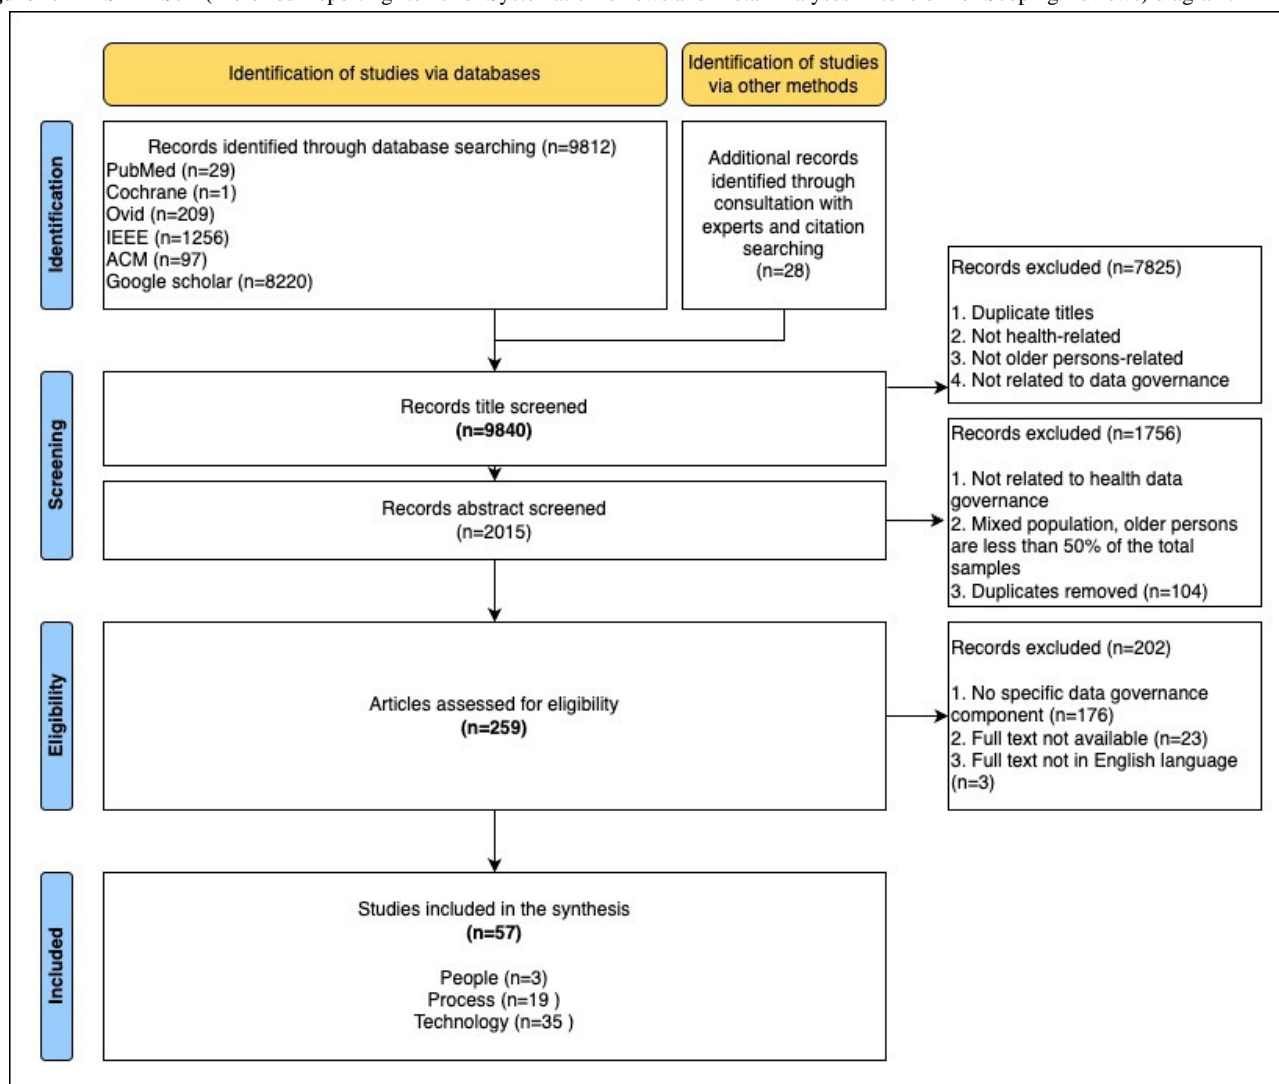 Identification of studies via databases
Identification of studies
via other methods
Identification
Records identified through database searching (n=9812)
PubMed (n=29)
Cochrane (n=1)
Ovid (n=209)
IEEE (n=1256)
ACM (n=97)
Google scholar (n=8220)
Additional records
identified through
consultation with
experts and citation
searching
(n=28)
Screening
Records title screened
(n=9840)
Records excluded (n=7825)
1. Duplicate titles
2. Not health-related
3. Not older persons-related
4. Not related to data governance
Records abstract screened
(n=2015)
Records excluded (n=1756)
1. Not related to health data
governance
2. Mixed population, older persons
are less than 50% of the total
samples
3. Duplicates removed (n=104)
Eligibility
Articles assessed for eligibility
(n=259)
Records excluded (n=202)
1. No specific data governance
component (n=176)
2. Full text not available (n=23)
3. Full text not in English language
(n=3)
Included
Studies included in the synthesis
(n=57)
People (n=3)
Process (n=19 )
Technology (n=35 )